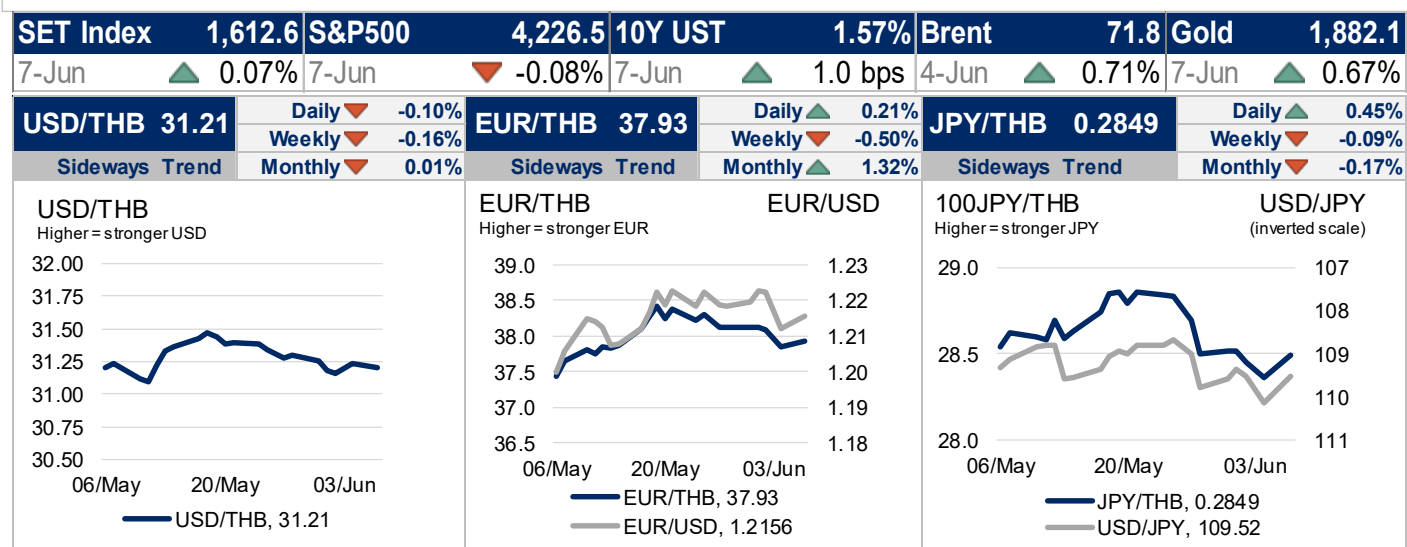 SET Index 1,612.6 S&P500 4,226.5 10Y UST 1.57% Brent 71.8 Gold 1,882.1
7-Jun 0.07% 7-Jun -0.08% 7-Jun 1.0 bps 4-Jun 0.71% 7-Jun 0.67%
USD/THB 31.21
Daily -0.10%
Weekly -0.16%
Sideways Trend Monthly 0.01%
EUR/THB 37.93
Daily 0.21%
Weekly -0.50%
Sideways Trend Monthly 1.32%
JPY/THB 0.2849
Daily 0.45%
Weekly -0.09%
Sideways Trend Monthly -0.17%
USD/THB
Higher = stronger USD
32.00
31.75
31.50
31.25
31.00
30.75
30.50
06/May 20/May 03/Jun
USD/THB, 31.21
EUR/THB EUR/USD
Higher = stronger EUR
39.0 1.23
38.5 1.22
38.0 1.21
37.5 1.20
37.0 1.19
36.5 1.18
06/May 20/May 03/Jun
EUR/THB, 37.93
EUR/USD, 1.2156
100JPY/THB USD/JPY
Higher = stronger JPY (inverted scale)
29.0 107
108
28.5 109
110
28.0 111
06/May 20/May 03/Jun
JPY/THB, 0.2849
USD/JPY, 109.52